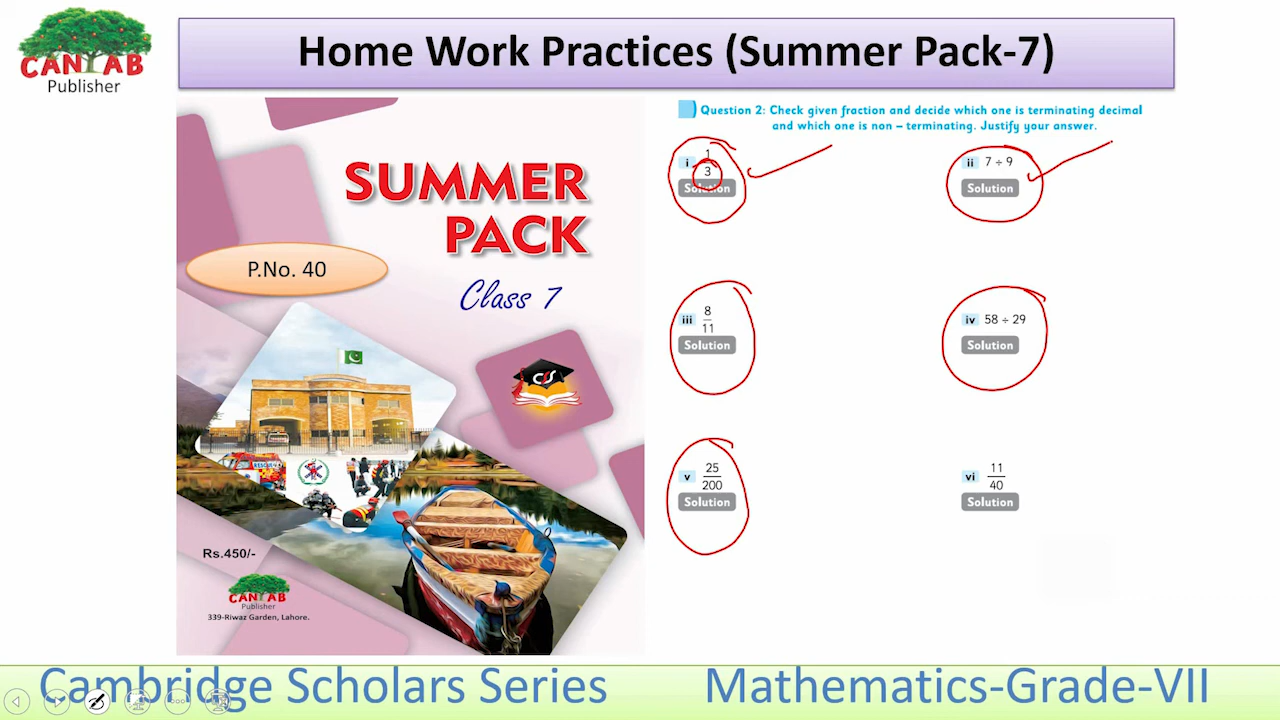 CANTAB
Publisher
Home Work Practices (Summer Pack-7)
SUMMER
PACK
P.No. 40
Class 7
Rs.450/-
CANTAB
Publisher
339-Riwaz Garden, Lahore.
Question 2: Check given fraction and decide which one is terminating decimal
and which one is non – terminating. Justify your answer.
i 1/3
Solution
ii 7 ÷ 9
Solution
iii 8/11
Solution
iv 58 ÷ 29
Solution
v 25/200
Solution
vi 11/40
Solution
Cambridge Scholars Series
Mathematics-Grade-VII